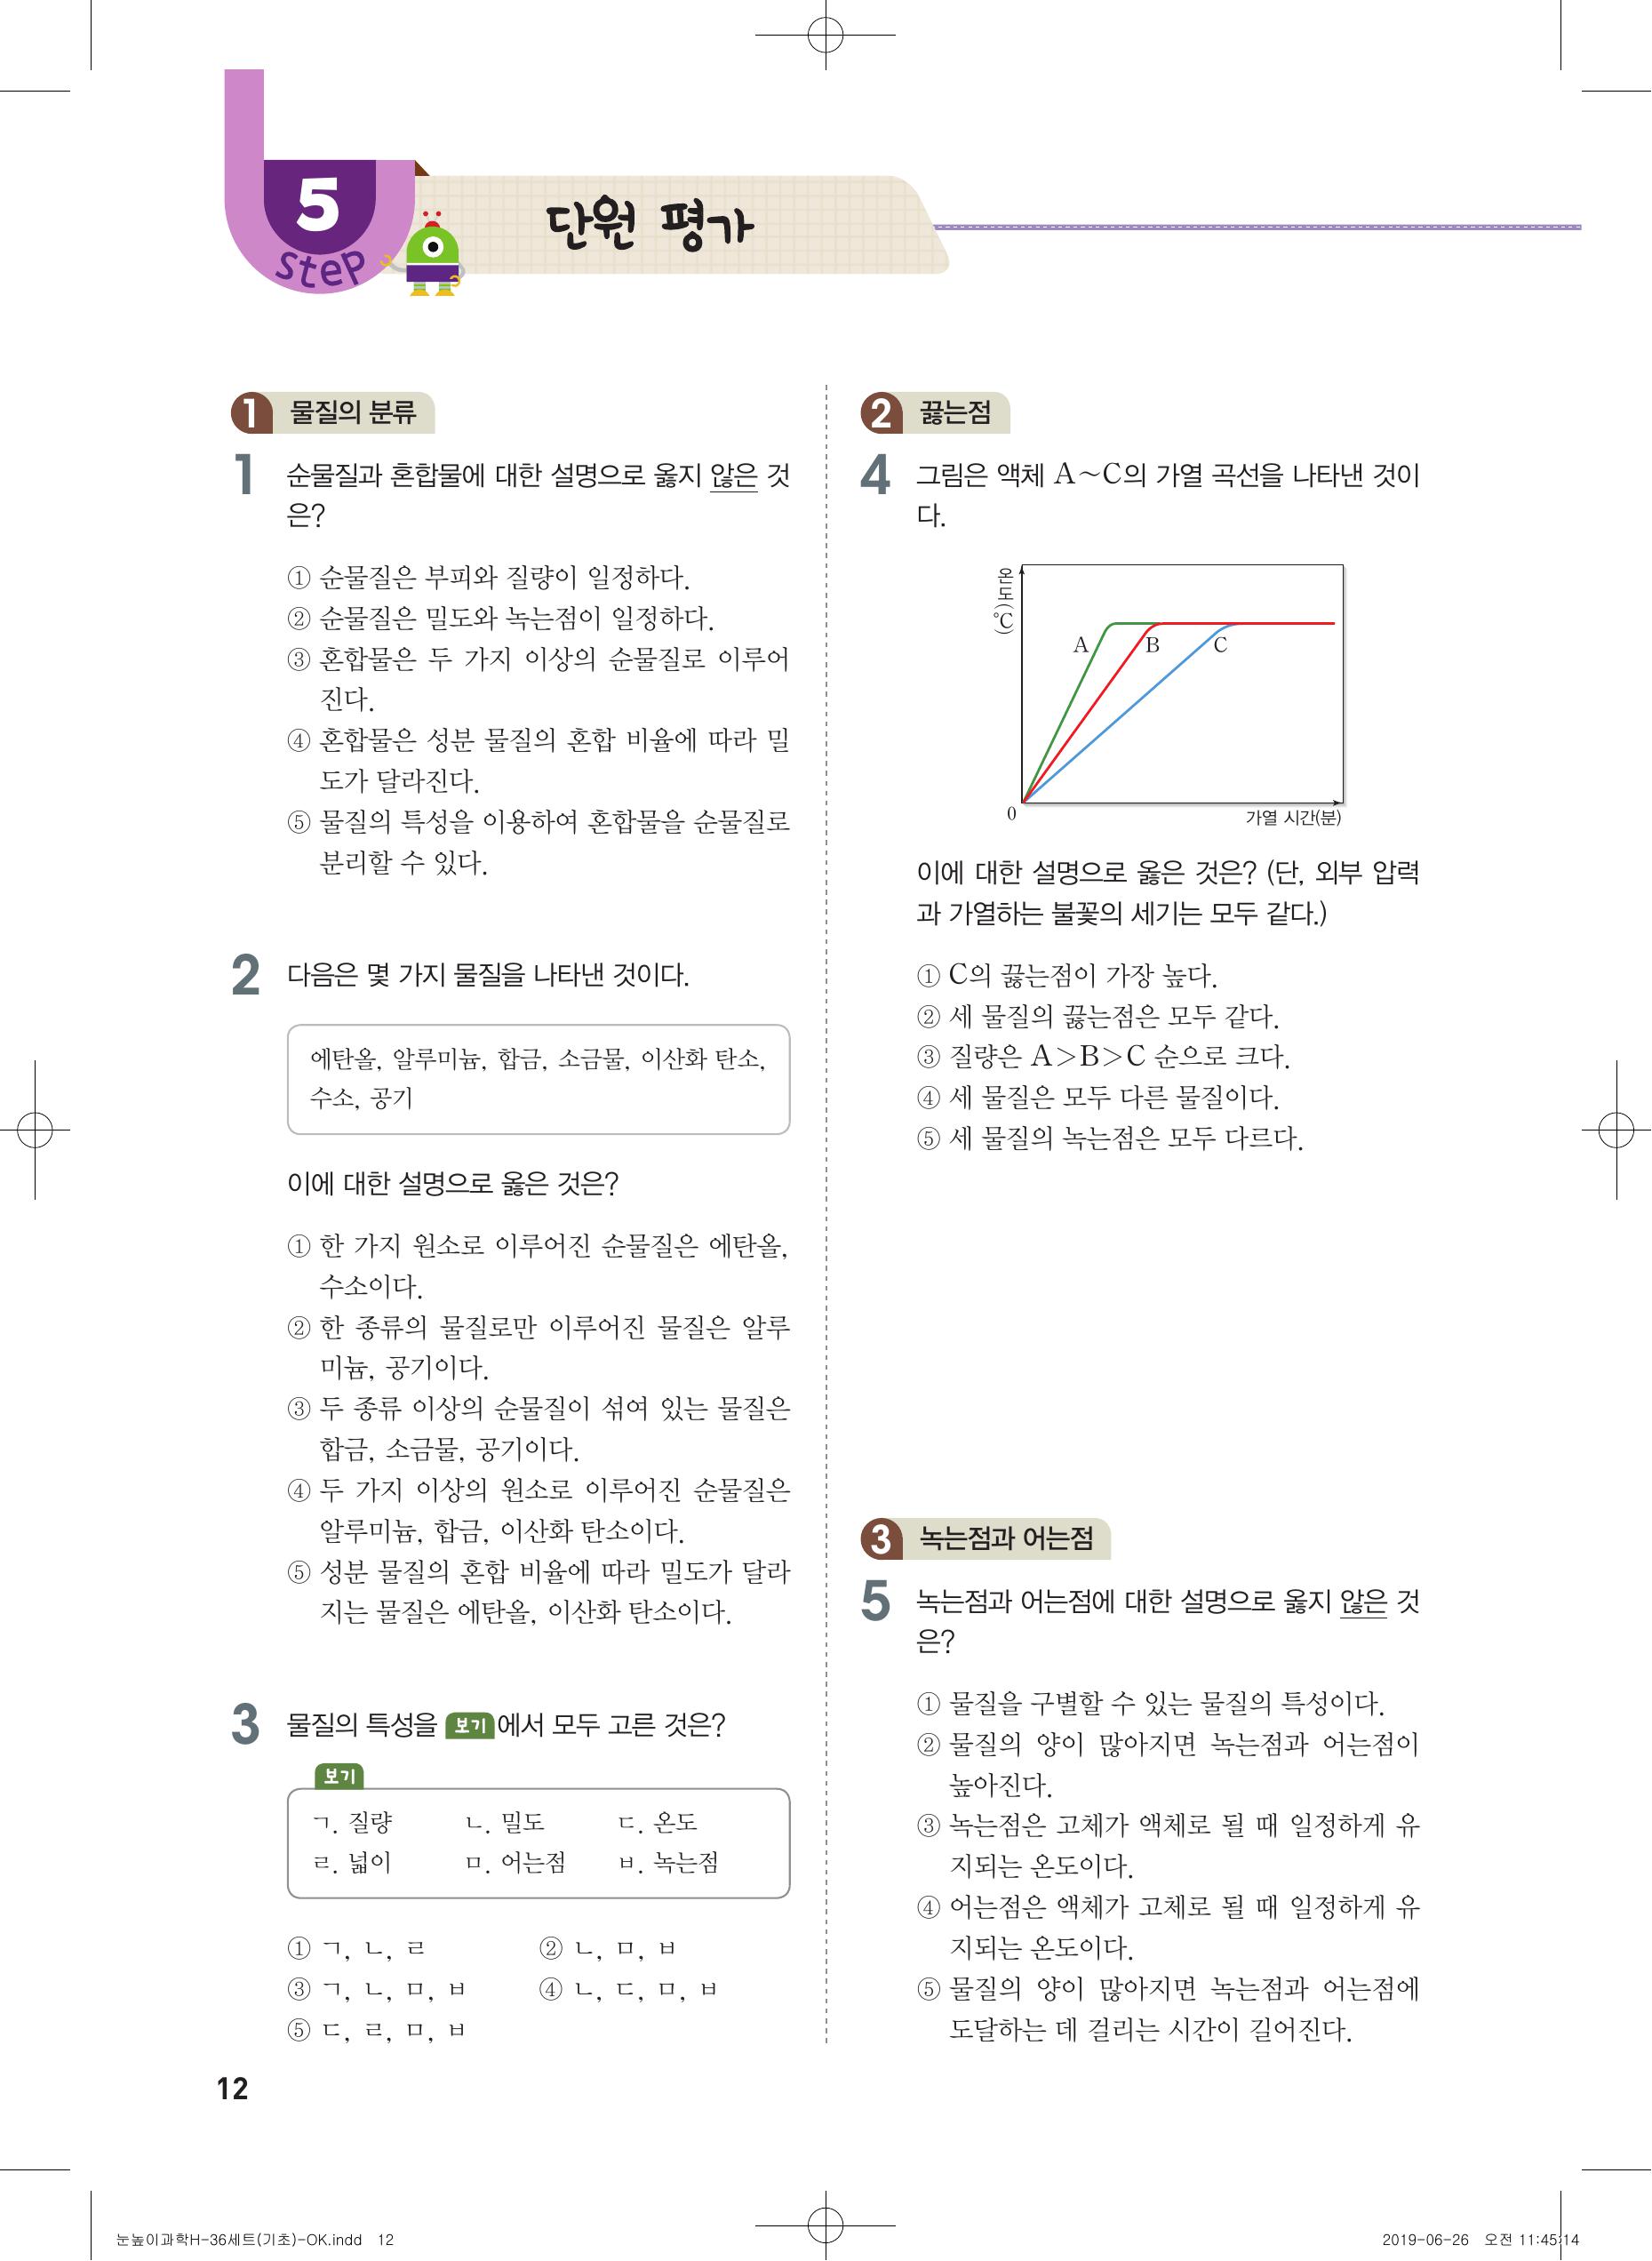 5
step
단원 평가
1 물질의 분류
1 순물질과 혼합물에 대한 설명으로 옳지 않은 것
은?
① 순물질은 부피와 질량이 일정하다.
② 순물질은 밀도와 녹는점이 일정하다.
③ 혼합물은 두 가지 이상의 순물질로 이루어
진다.
④ 혼합물은 성분 물질의 혼합 비율에 따라 밀
도가 달라진다.
⑤ 물질의 특성을 이용하여 혼합물을 순물질로
분리할 수 있다.
2 다음은 몇 가지 물질을 나타낸 것이다.
에탄올, 알루미늄, 합금, 소금물, 이산화 탄소,
수소, 공기
이에 대한 설명으로 옳은 것은?
① 한 가지 원소로 이루어진 순물질은 에탄올,
수소이다.
② 한 종류의 물질로만 이루어진 물질은 알루
미늄, 공기이다.
③ 두 종류 이상의 순물질이 섞여 있는 물질은
합금, 소금물, 공기이다.
④ 두 가지 이상의 원소로 이루어진 순물질은
알루미늄, 합금, 이산화 탄소이다.
⑤ 성분 물질의 혼합 비율에 따라 밀도가 달라
지는 물질은 에탄올, 이산화 탄소이다.
3 물질의 특성을 보기에서 모두 고른 것은?
보기
ㄱ. 질량 ㄴ. 밀도 ㄷ. 온도
ㄹ. 넓이 ㅁ. 어는점 ㅂ. 녹는점
① ㄱ, ㄴ, ㄹ ② ㄴ, ㅁ, ㅂ
③ ㄱ, ㄴ, ㅁ, ㅂ ④ ㄴ, ㄷ, ㅁ, ㅂ
⑤ ㄷ, ㄹ, ㅁ, ㅂ
12
2 끓는점
4 그림은 액체 A~C의 가열 곡선을 나타낸 것이
다.
온도(℃)
A B C
0
가열 시간(분)
이에 대한 설명으로 옳은 것은? (단, 외부 압력
과 가열하는 불꽃의 세기는 모두 같다.)
① C의 끓는점이 가장 높다.
② 세 물질의 끓는점은 모두 같다.
③ 질량은 A>B>C 순으로 크다.
④ 세 물질은 모두 다른 물질이다.
⑤ 세 물질의 녹는점은 모두 다르다.
3 녹는점과 어는점
5 녹는점과 어는점에 대한 설명으로 옳지 않은 것
은?
① 물질을 구별할 수 있는 물질의 특성이다.
② 물질의 양이 많아지면 녹는점과 어는점이
높아진다.
③ 녹는점은 고체가 액체로 될 때 일정하게 유
지되는 온도이다.
④ 어는점은 액체가 고체로 될 때 일정하게 유
지되는 온도이다.
⑤ 물질의 양이 많아지면 녹는점과 어는점에
도달하는 데 걸리는 시간이 길어진다.
눈높이과학H-36세트(기초)-OK.indd 12
2019-06-26 오전 11:45:14